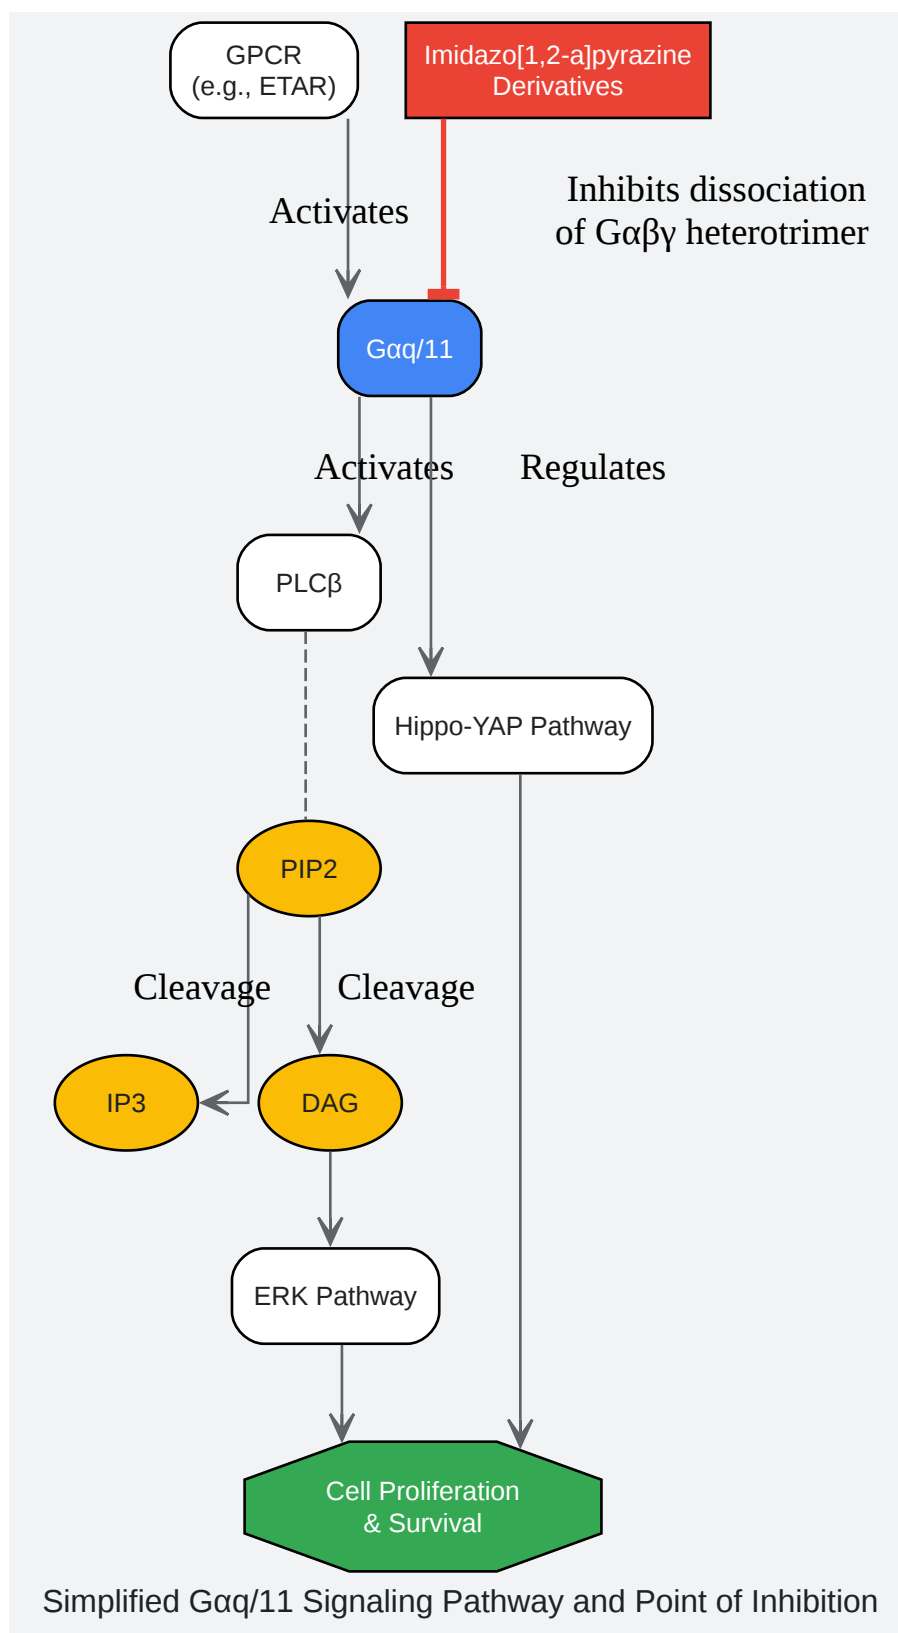 GPCR
(e.g., ETAR)
Imidazo[1,2-a]pyrazine
Derivatives
Activates
Inhibits dissociation
of Gαβγ heterotrimer
Gαq/11
Activates
Regulates
PLCβ
Hippo-YAP Pathway
PIP2
Cleavage
Cleavage
IP3
DAG
ERK Pathway
Cell Proliferation
& Survival
Simplified Gαq/11 Signaling Pathway and Point of Inhibition